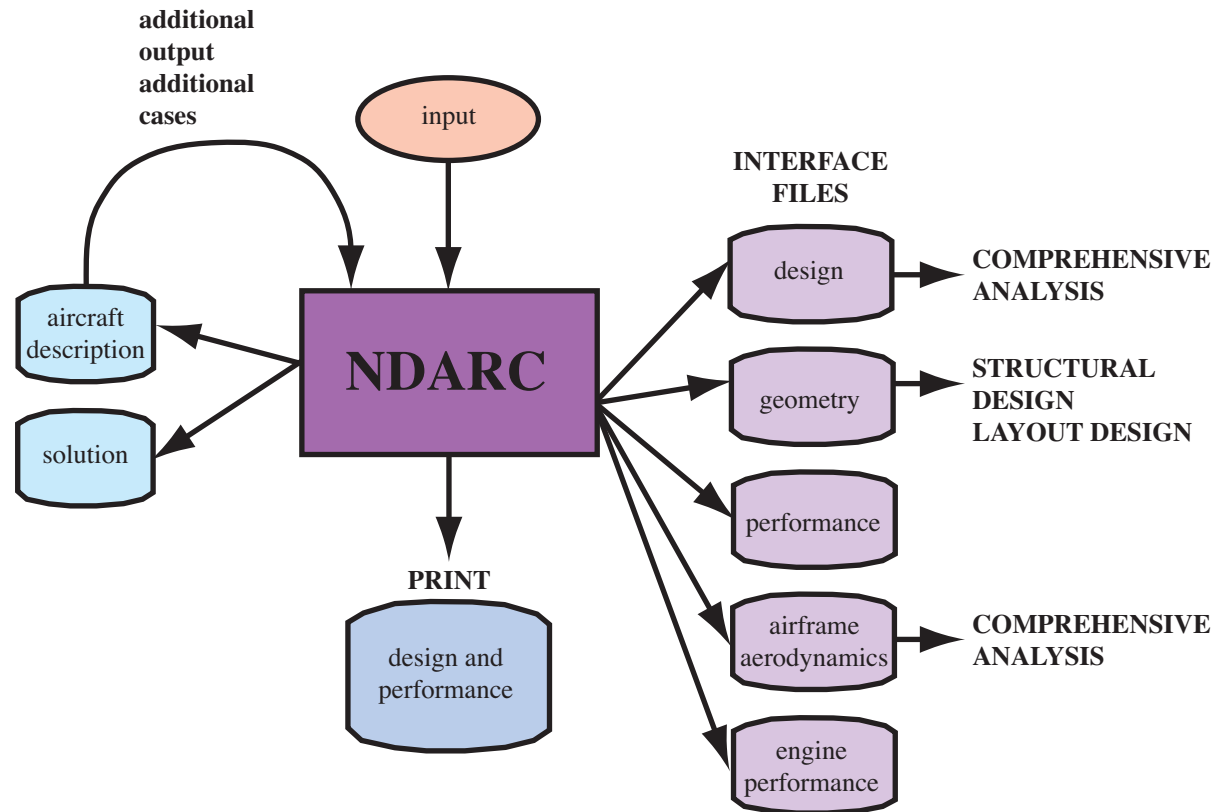 additional
output
additional
cases
input
INTERFACE
FILES
design
COMPREHENSIVE
ANALYSIS
aircraft
description
NDARC
geometry
STRUCTURAL
DESIGN
LAYOUT DESIGN
solution
performance
PRINT
design and
performance
airframe
aerodynamics
COMPREHENSIVE
ANALYSIS
engine
performance